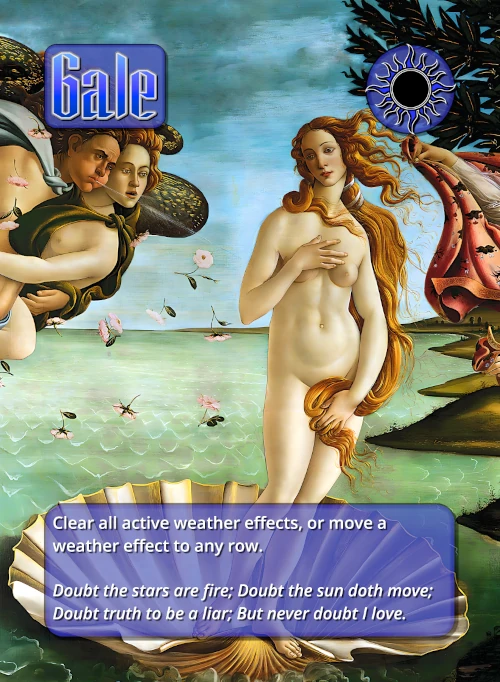 Gale
Clear all active weather effects, or move a
weather effect to any row.
Doubt the stars are fire; Doubt the sun doth move;
Doubt truth to be a liar; But never doubt I love.